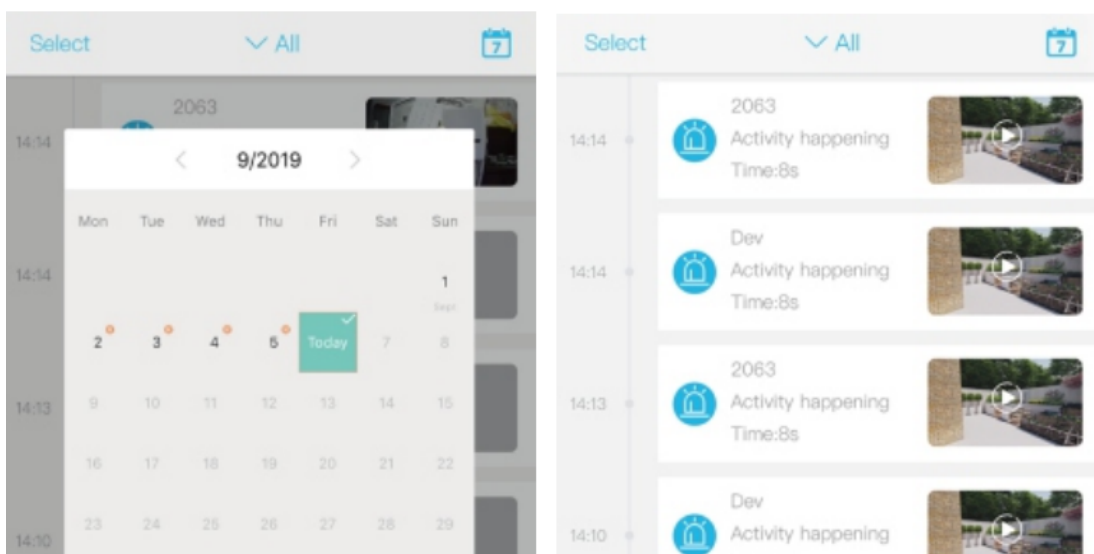 Select All 7
2063
14:14
9/2019
Mon Tue Wed Thu Fri Sat Sun
14:14
1
Sept
2 3 4 5 Today 7 8
14:13
9 10 11 12 13 14 15
16 17 18 19 20 21 22
23 24 25 26 27 28 29
14:10
Select All 7
2063
14:14 Activity happening
Time:8s
Dev
14:14 Activity happening
Time:8s
2063
14:13 Activity happening
Time:8s
Dev
14:10 Activity happening